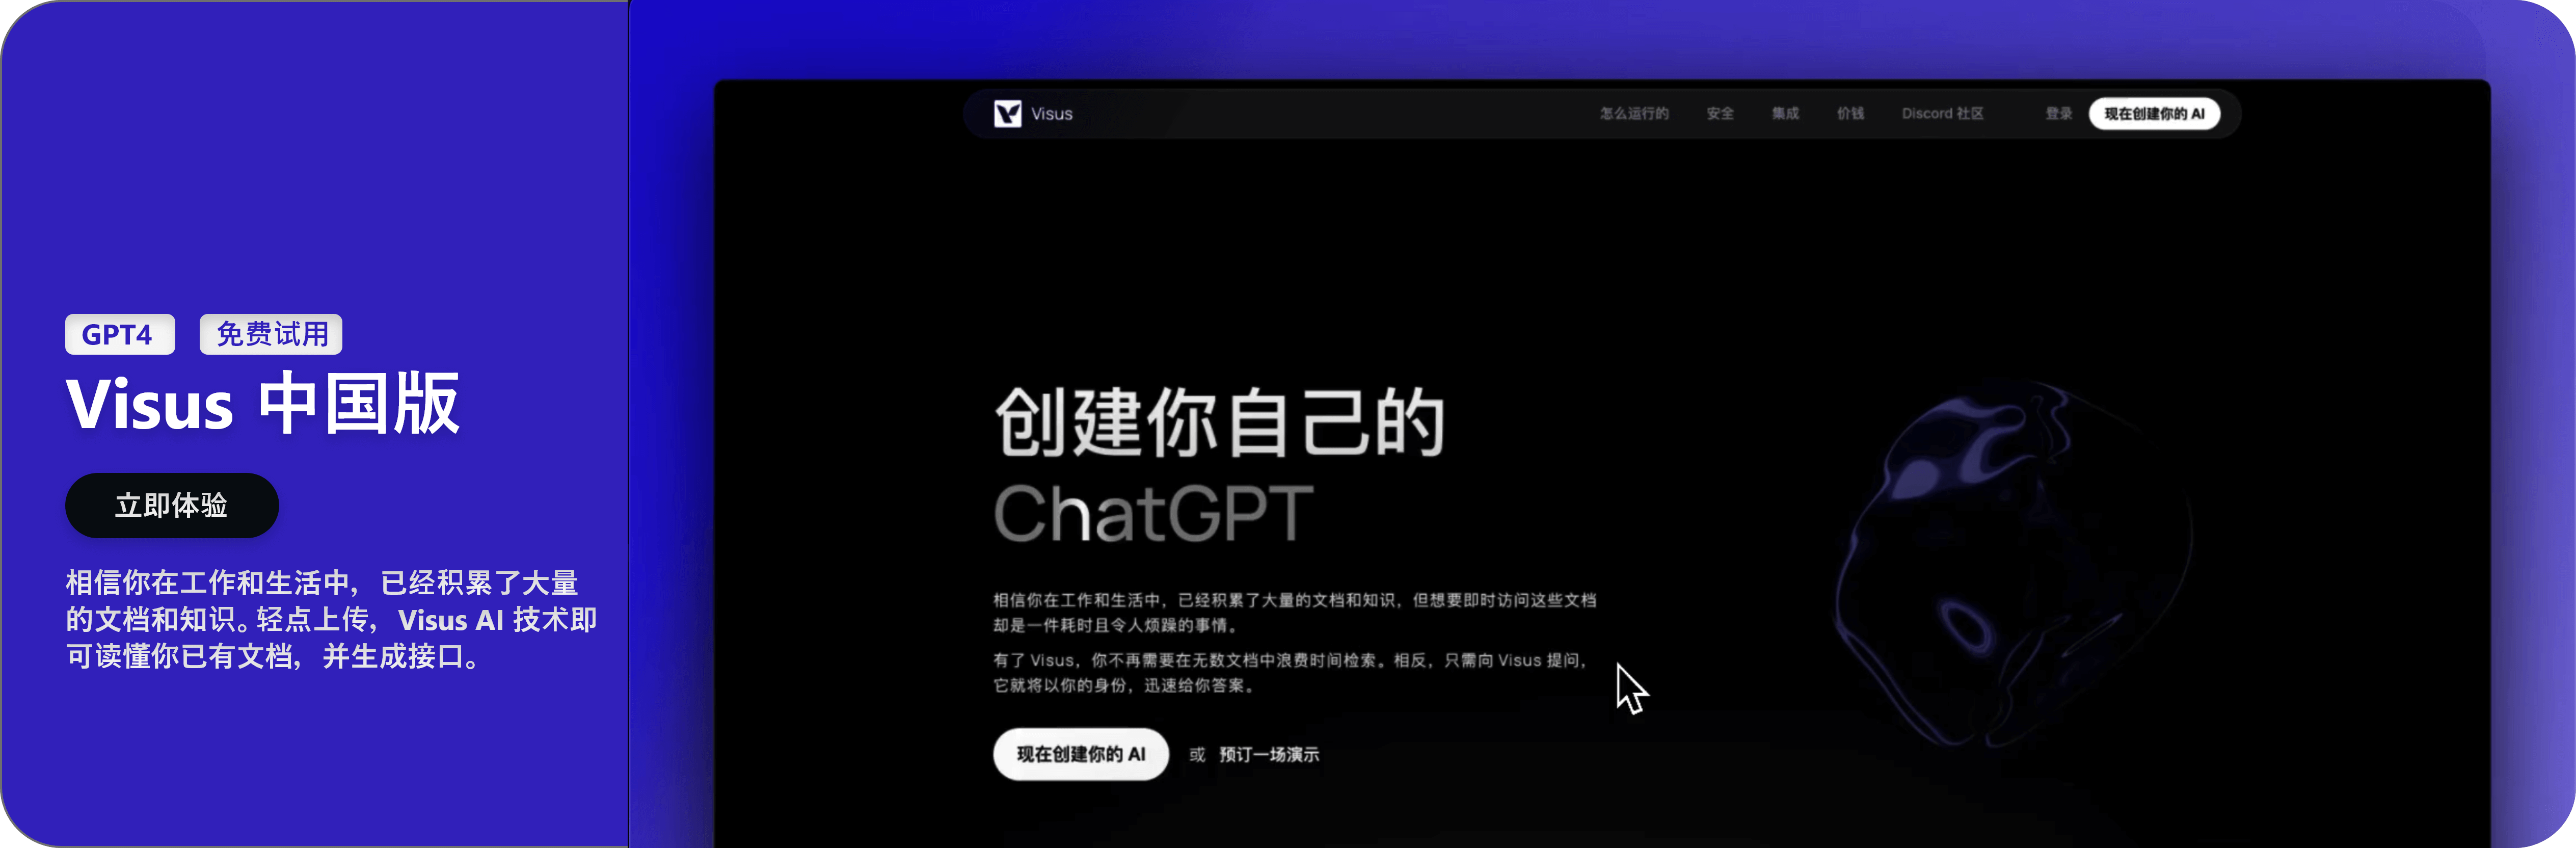 GPT4
免费试用
Visus 中国版
立即体验
相信你在工作和生活中，已经积累了大量
的文档和知识。轻点上传，Visus AI 技术即
可读懂你已有文档，并生成接口。
Visus
怎么运行的
安全
集成
价钱
Discord 社区
登录
现在创建你的 AI
创建你自己的
ChatGPT
相信你在工作和生活中，已经积累了大量的文档和知识，但想要即时访问这些文档
却是一件耗时且令人烦躁的事情。
有了 Visus，你不再需要在无数文档中浪费时间检索。相反，只需向 Visus 提问，
它就将以你的身份，迅速给你答案。
现在创建你的 AI
或 预订一场演示